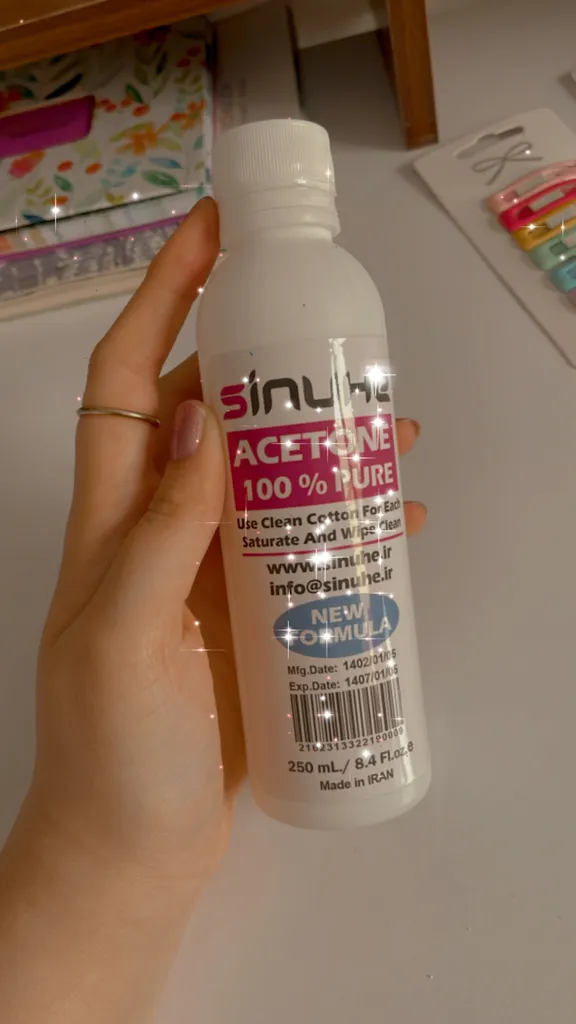 sinuhe
ACETONE
100 % PURE
Use Clean Cotton For Each
Saturate And Wipe Clean
www.sinuhe.ir
info@sinuhe.ir
NEW
FORMULA
Mfg.Date: 1402/01/05
Exp.Date: 1407/01/05
250 mL./ 8.4 Fl.oz.e
Made in IRAN